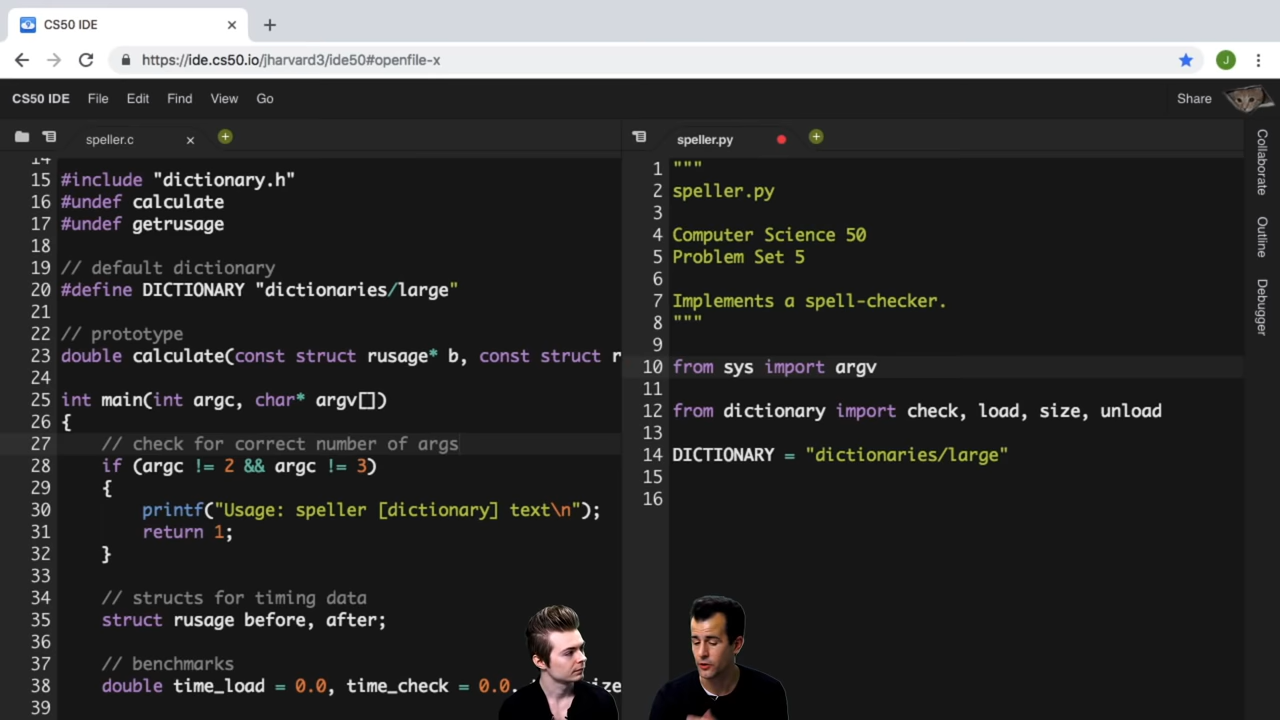 CS50 IDE
https://ide.cs50.io/jharvard3/ide50#openfile-x
J
CS50 IDE File Edit Find View Go
Share
speller.c
14
15 #include "dictionary.h"
16 #undef calculate
17 #undef getrusage
18
19 // default dictionary
20 #define DICTIONARY "dictionaries/large"
21
22 // prototype
23 double calculate(const struct rusage* b, const struct r
24
25 int main(int argc, char* argv[])
26 {
27 // check for correct number of args
28 if (argc != 2 && argc != 3)
29 {
30 printf("Usage: speller [dictionary] text\n");
31 return 1;
32 }
33
34 // structs for timing data
35 struct rusage before, after;
36
37 // benchmarks
38 double time_load = 0.0, time_check = 0.0,
39
speller.py
1 """
2 speller.py
3
4 Computer Science 50
5 Problem Set 5
6
7 Implements a spell-checker.
8 """
9
10 from sys import argv
11
12 from dictionary import check, load, size, unload
13
14 DICTIONARY = "dictionaries/large"
15
16
Collaborate
Outline
Debugger